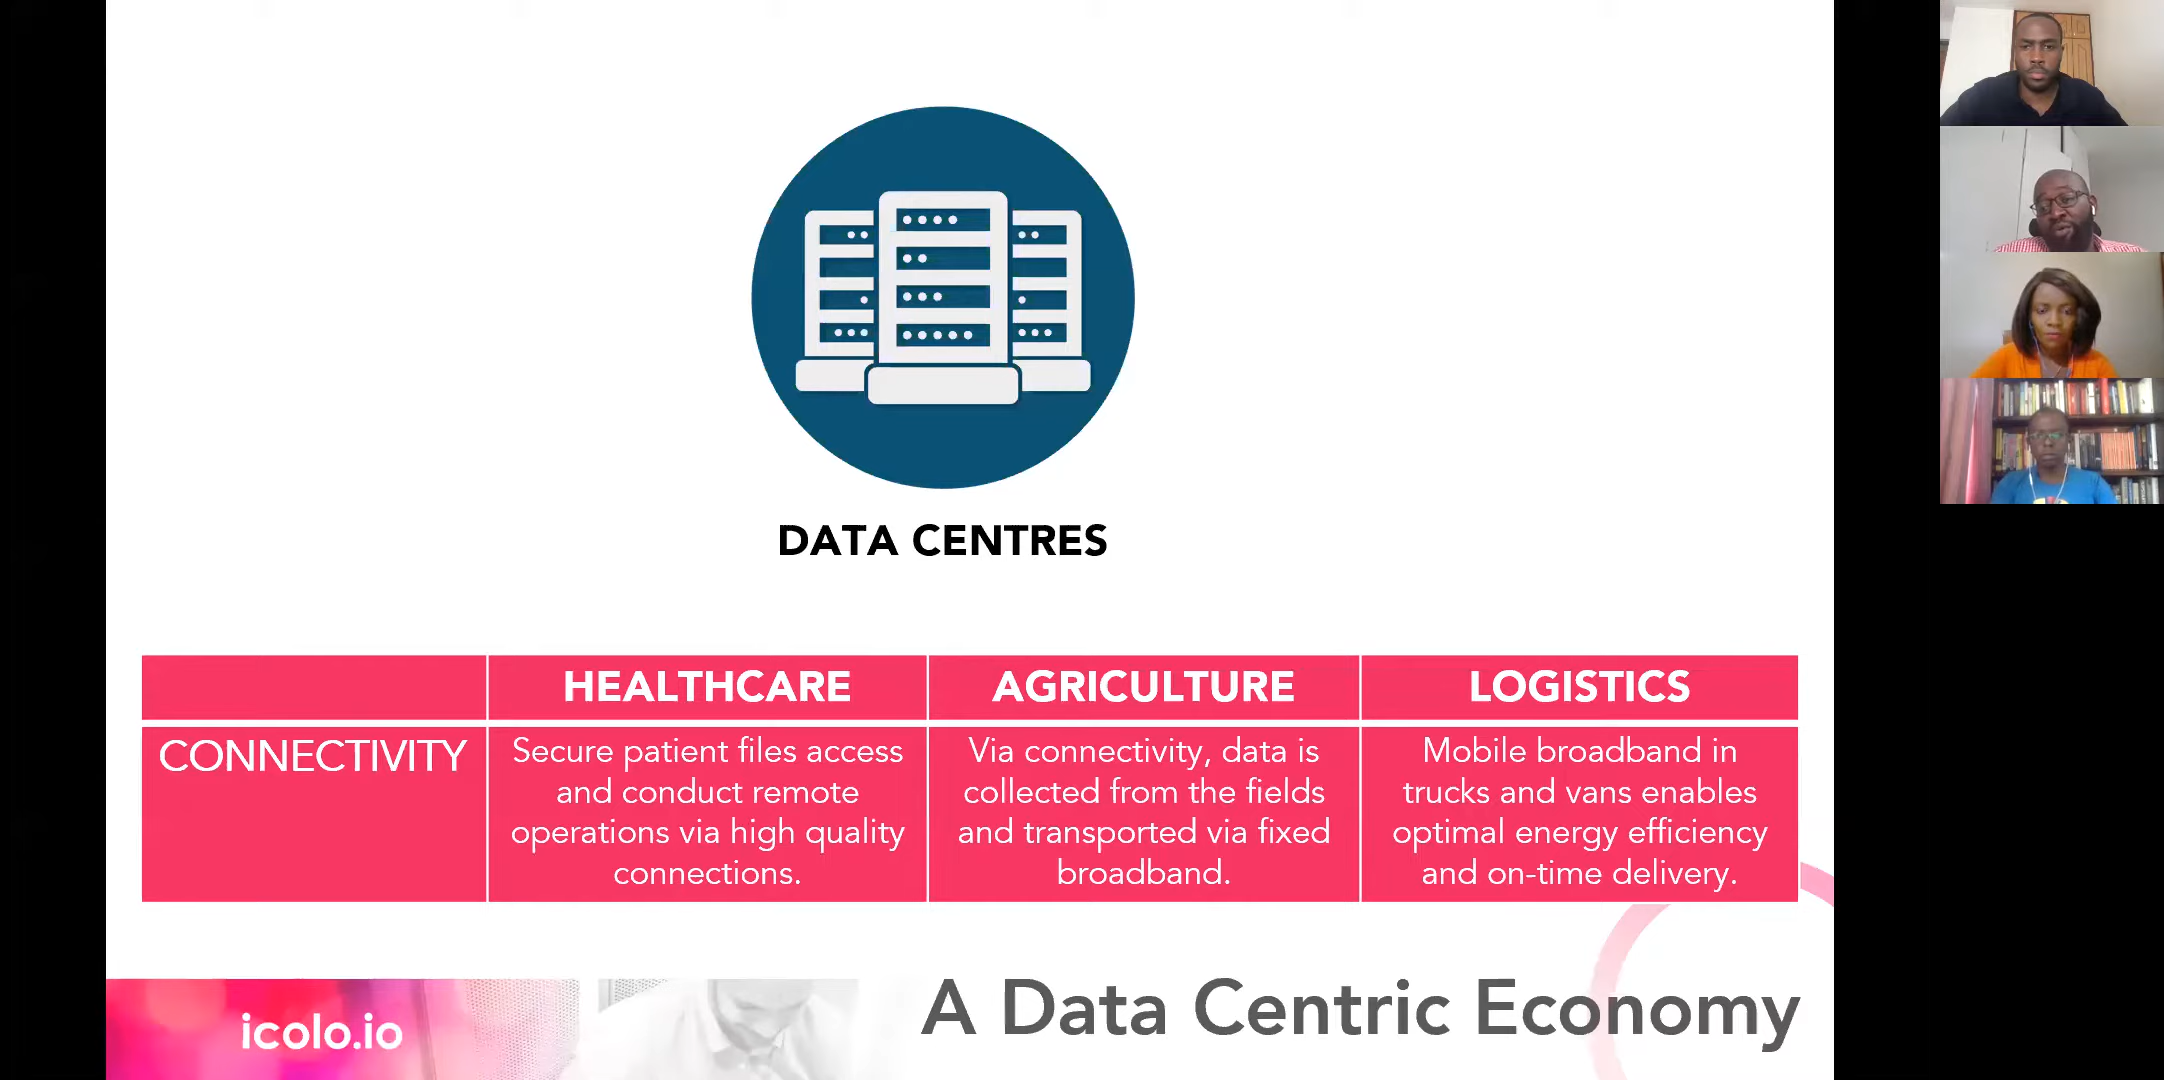 DATA CENTRES
HEALTHCARE
AGRICULTURE
LOGISTICS
CONNECTIVITY
Secure patient files access
and conduct remote
operations via high quality
connections.
Via connectivity, data is
collected from the fields
and transported via fixed
broadband.
Mobile broadband in
trucks and vans enables
optimal energy efficiency
and on-time delivery.
icolo.io
A Data Centric Economy